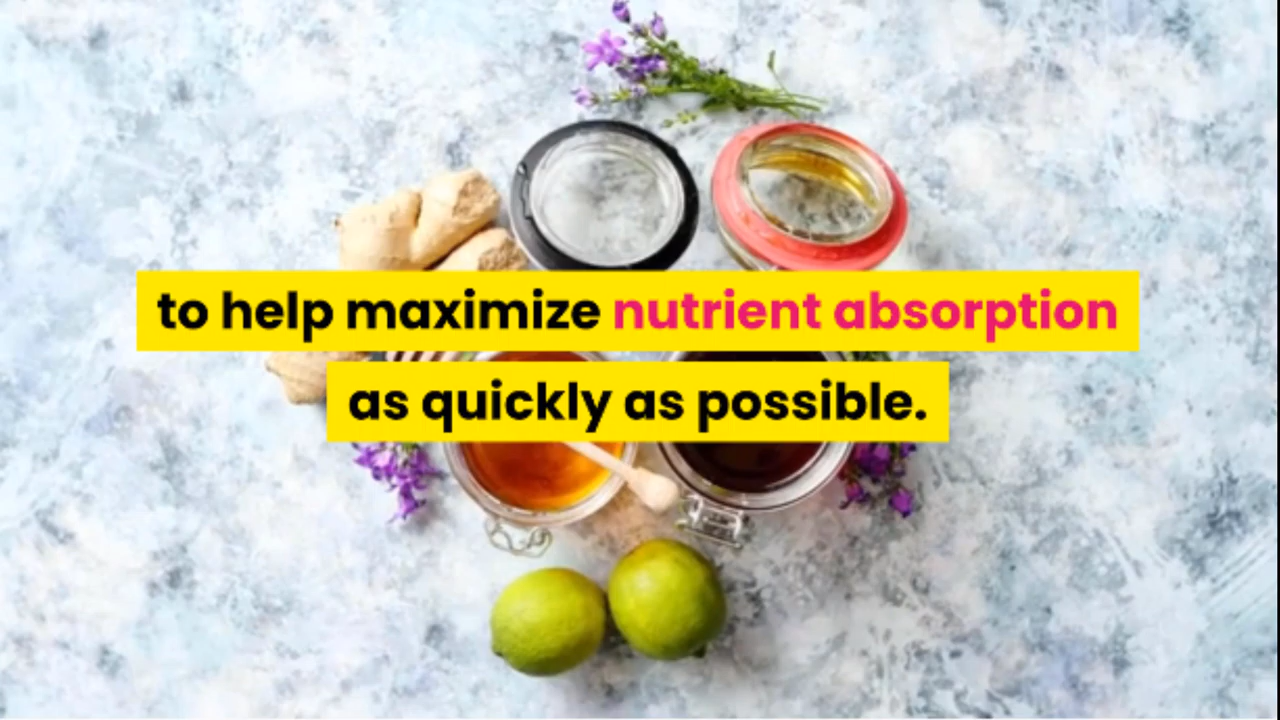 to help maximize nutrient absorption
as quickly as possible.